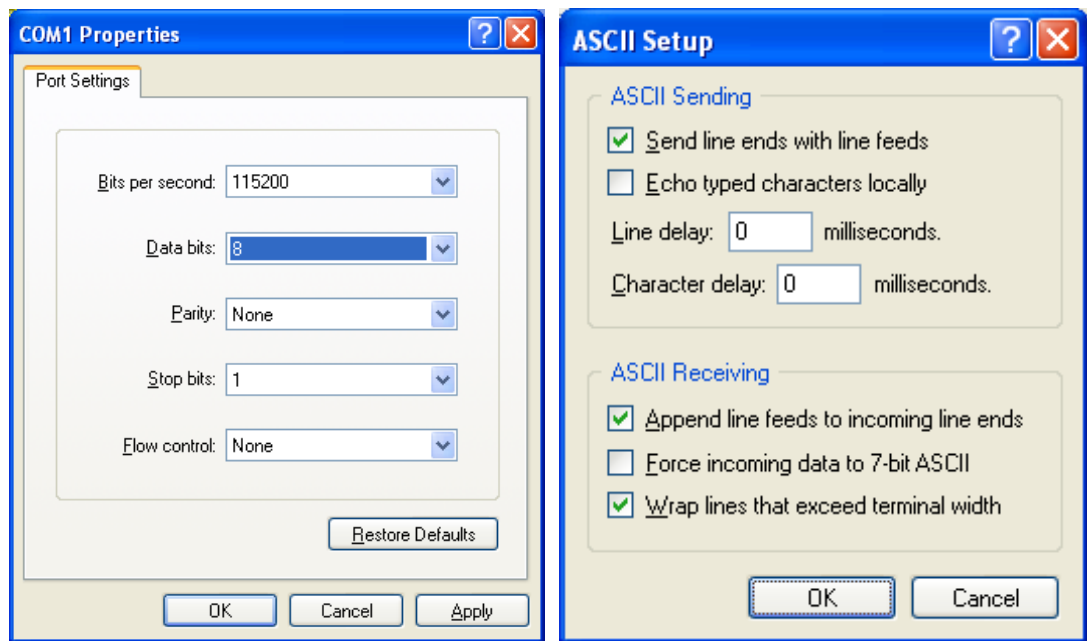 COM1 Properties
Port Settings
Bits per second: 115200
Data bits: 8
Parity: None
Stop bits: 1
Flow control: None
Restore Defaults
OK Cancel Apply
ASCII Setup
ASCII Sending
Send line ends with line feeds
Echo typed characters locally
Line delay: 0 milliseconds.
Character delay: 0 milliseconds.
ASCII Receiving
Append line feeds to incoming line ends
Force incoming data to 7-bit ASCII
Wrap lines that exceed terminal width
OK Cancel